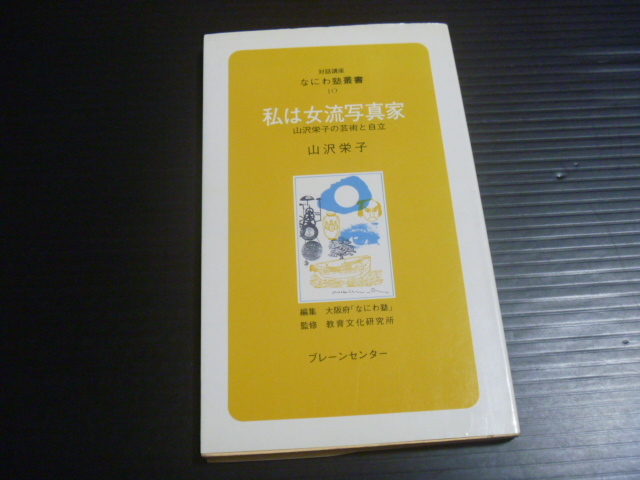 対話講座
なにわ塾叢書
10
私は女流写真家
山沢栄子の芸術と自立
山沢栄子
編集 大阪府「なにわ塾」
監修 教育文化研究所
ブレーンセンター